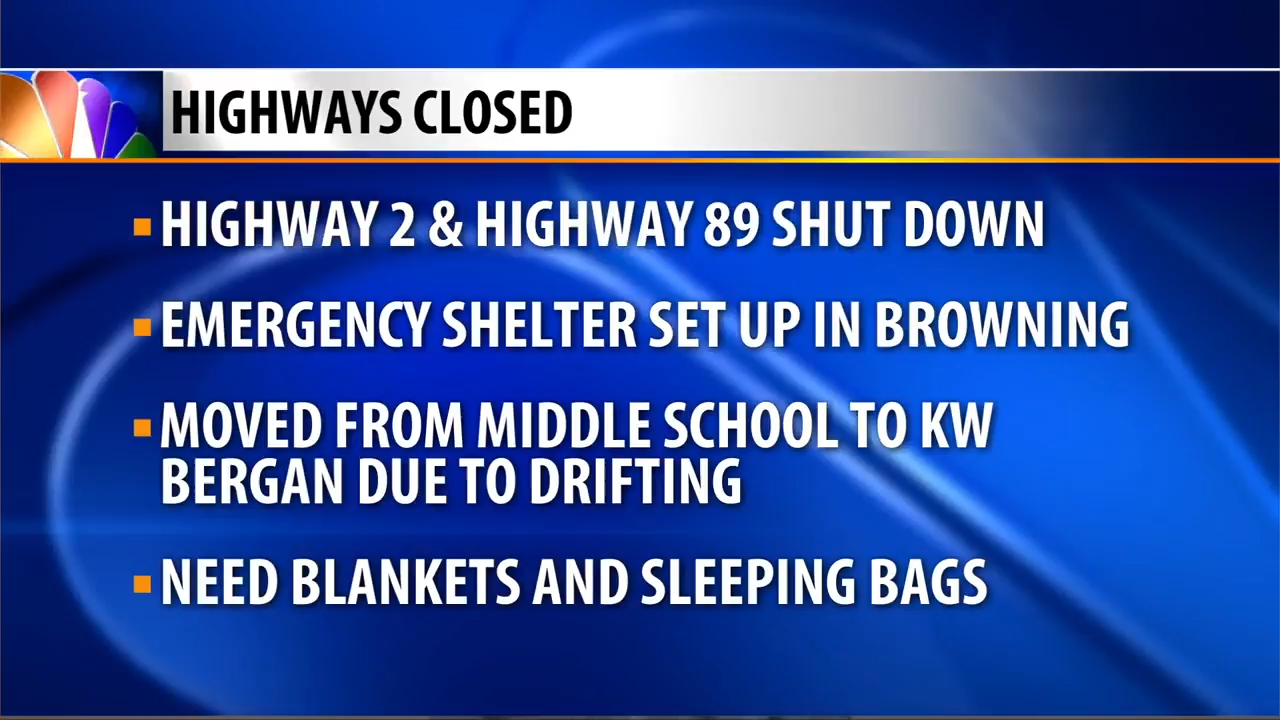 HIGHWAYS CLOSED
HIGHWAY 2 & HIGHWAY 89 SHUT DOWN
EMERGENCY SHELTER SET UP IN BROWNING
MOVED FROM MIDDLE SCHOOL TO KW
BERGAN DUE TO DRIFTING
NEED BLANKETS AND SLEEPING BAGS